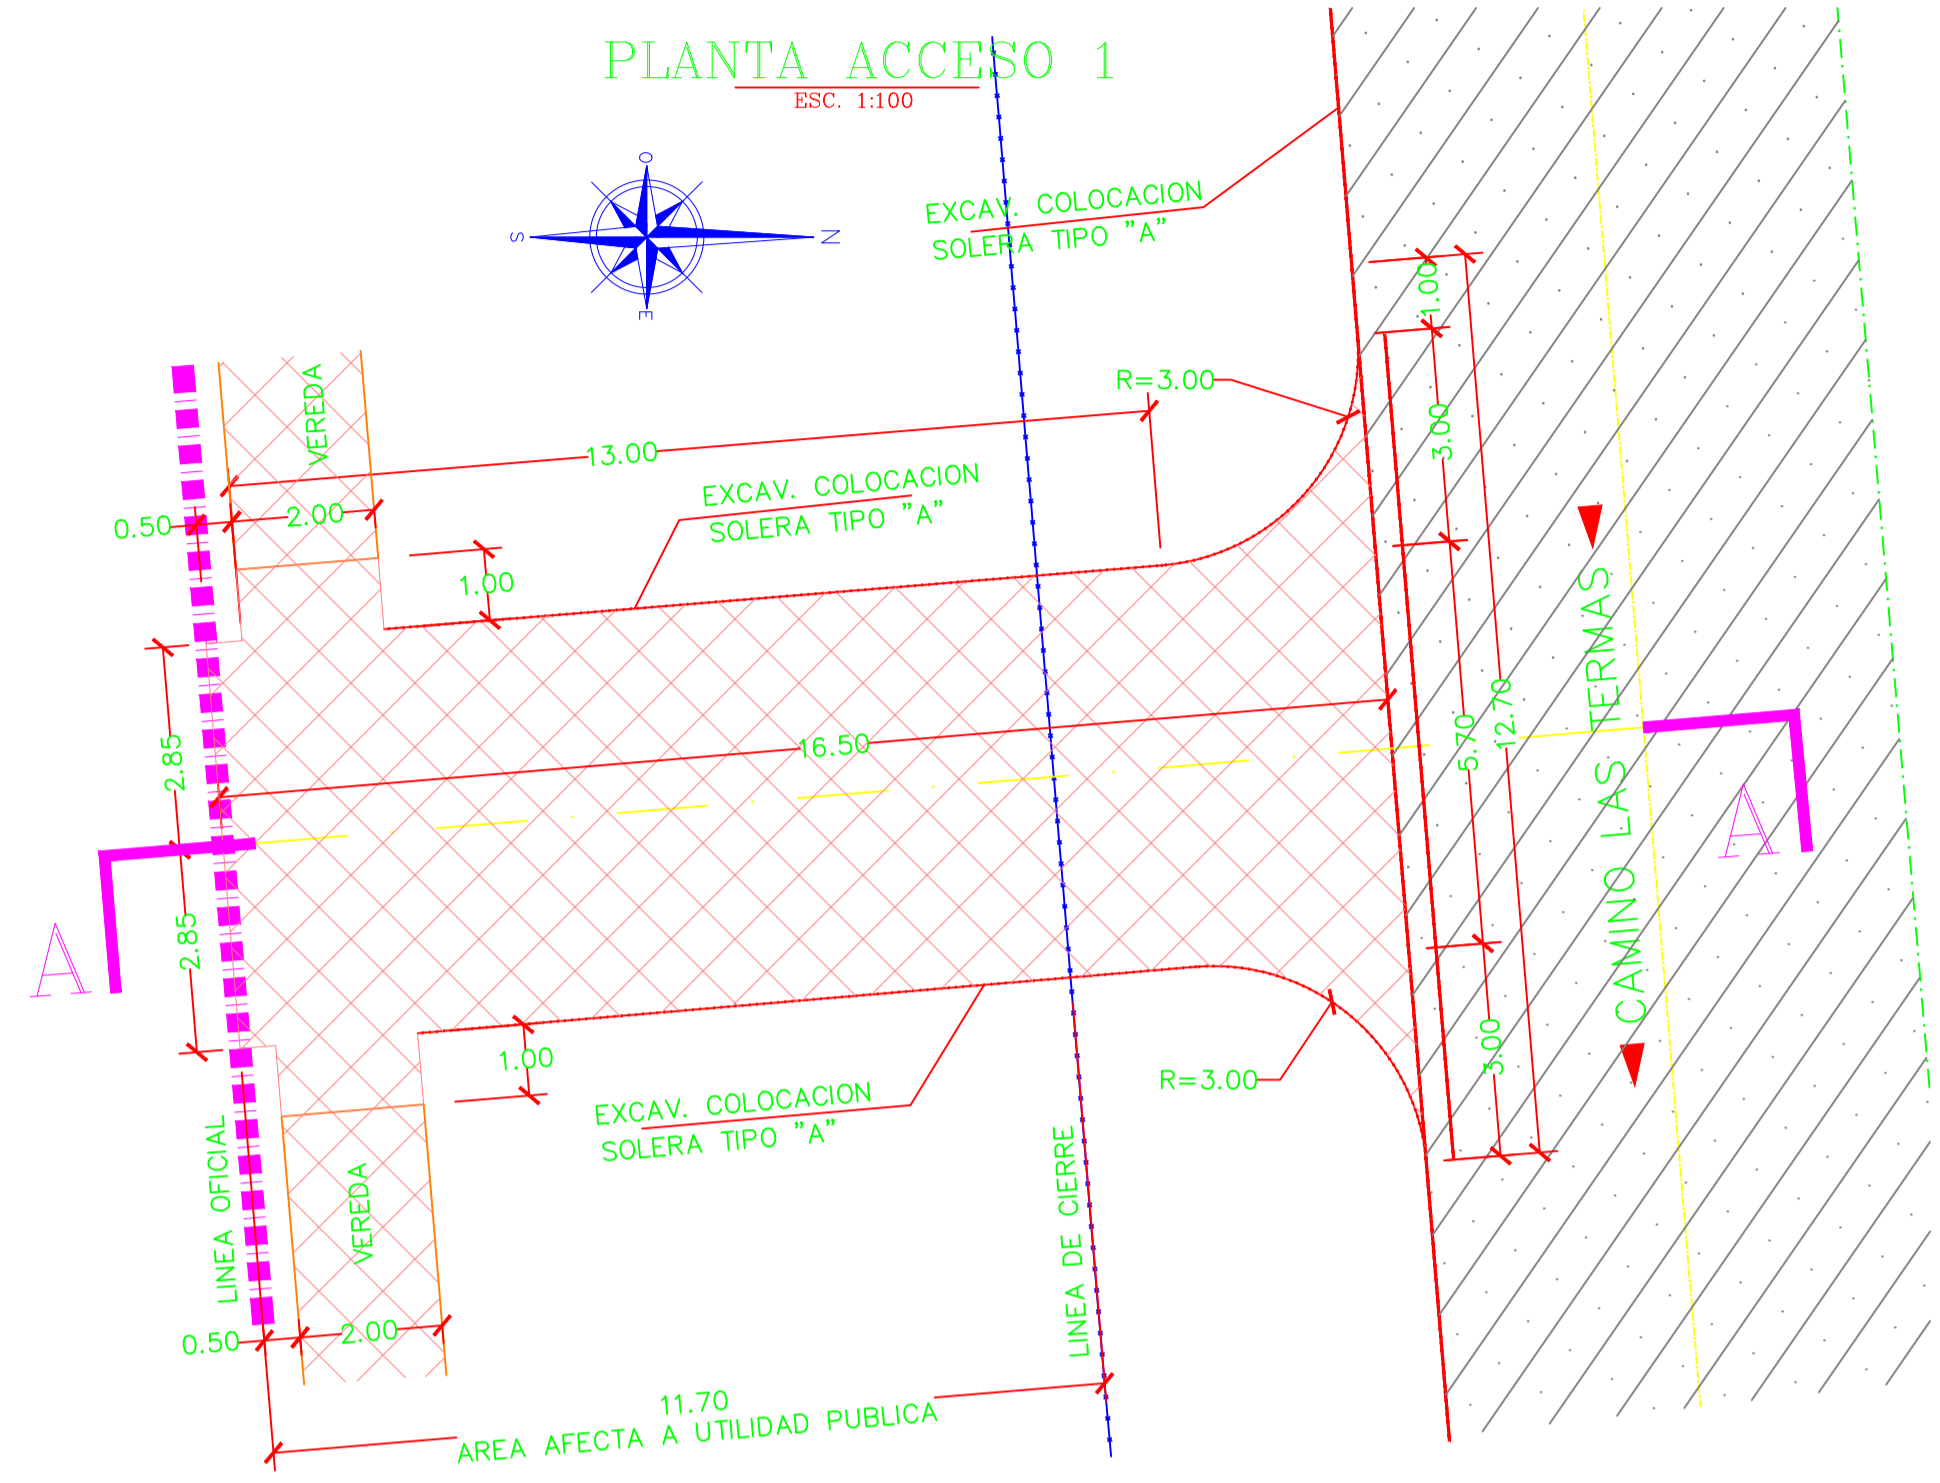 PLANTA ACCESO 1
ESC. 1:100
O
S
N
E
EXCAV. COLOCACION
SOLERA TIPO "A"
1.00
VEREDA
R=3.00
3.00
13.00
EXCAV. COLOCACION
SOLERA TIPO "A"
0.50
2.00
1.00
CAMINO LAS TERMAS
2.85
16.50
5.70
12.70
A
A
2.85
1.00
3.00
R=3.00
EXCAV. COLOCACION
SOLERA TIPO "A"
LINEA OFICIAL
VEREDA
LINEA DE CIERRE
0.50
2.00
11.70
AREA AFECTA A UTILIDAD PUBLICA